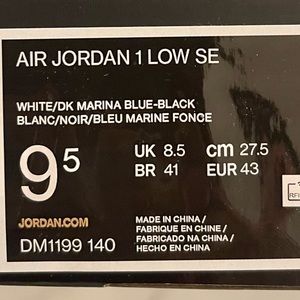 AIR JORDAN 1 LOW SE
WHITE/DK MARINA BLUE-BLACK
BLANC/NOIR/BLEU MARINE FONCE
9 5
UK 8.5 cm 27.5
BR 41 EUR 43
JORDAN.COM
DM1199 140
MADE IN CHINA/
FABRIQUE EN CHINE/
FABRICADO NA CHINA/
HECHO EN CHINA